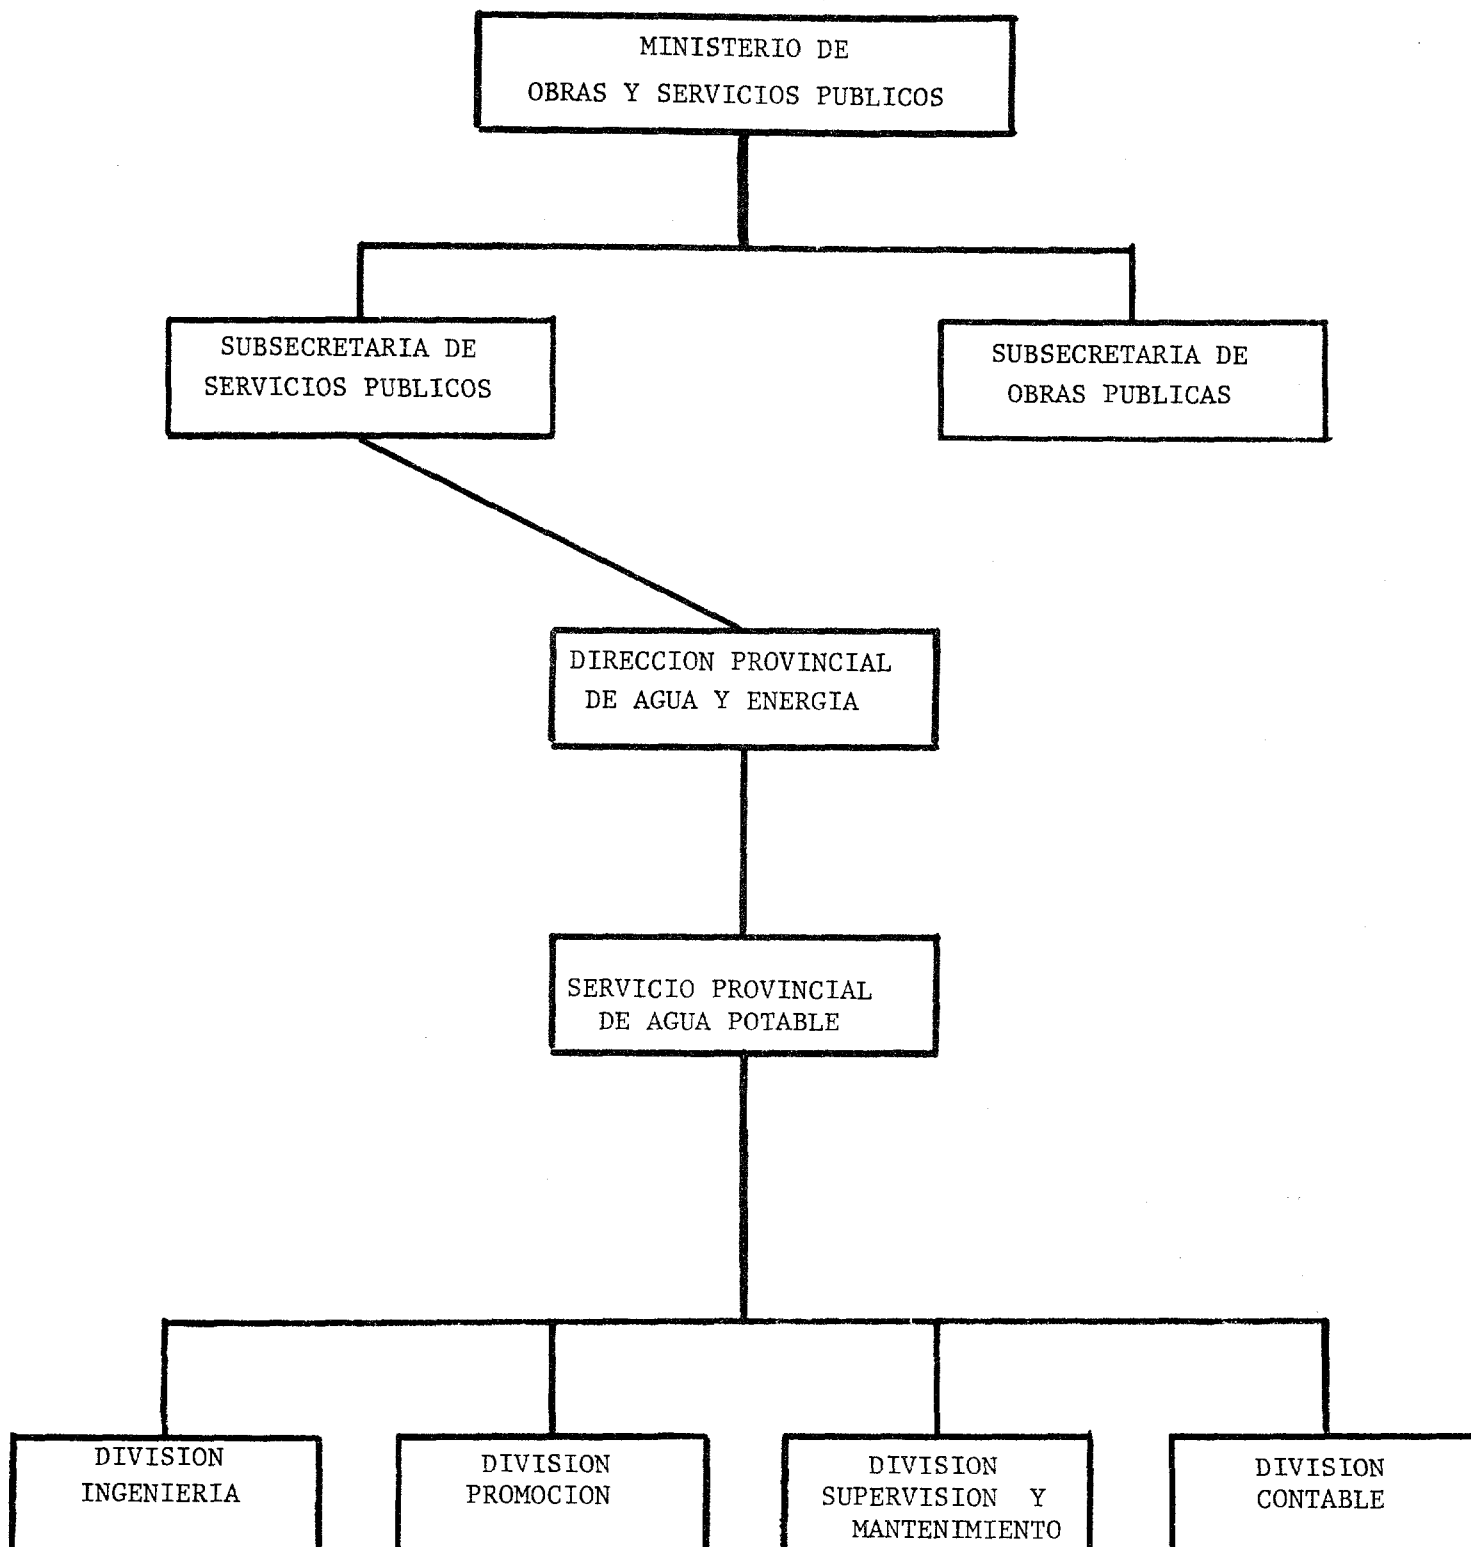 MINISTERIO DE
OBRAS Y SERVICIOS PUBLICOS
SUBSECRETARIA DE
SERVICIOS PUBLICOS
SUBSECRETARIA DE
OBRAS PUBLICAS
DIRECCION PROVINCIAL
DE AGUA Y ENERGIA
SERVICIO PROVINCIAL
DE AGUA POTABLE
DIVISION
INGENIERIA
DIVISION
PROMOCION
DIVISION
SUPERVISION Y
MANTENIMIENTO
DIVISION
CONTABLE